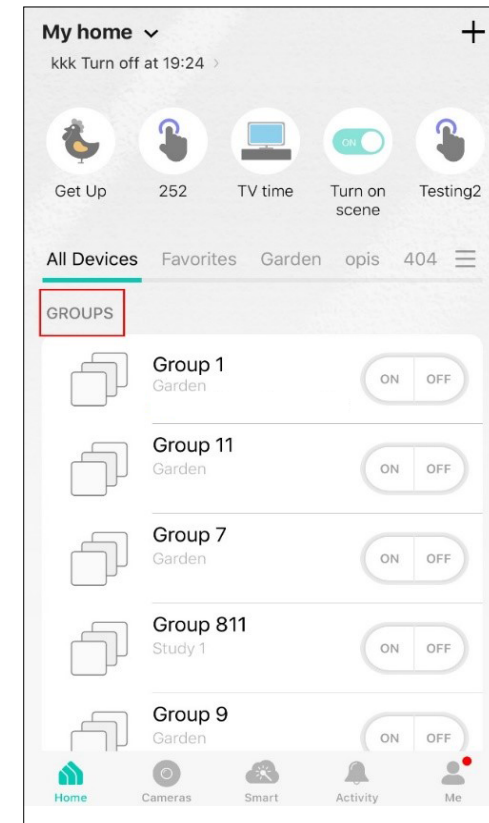 My home
kkk Turn off at 19:24
Get Up
252
TV time
ON
Turn on
scene
Testing2
All Devices Favorites Garden opis 404
GROUPS
Group 1
Garden
ON OFF
Group 11
Garden
ON OFF
Group 7
Garden
ON OFF
Group 811
Study 1
ON OFF
Group 9
Garden
ON OFF
Home Cameras Smart Activity Me